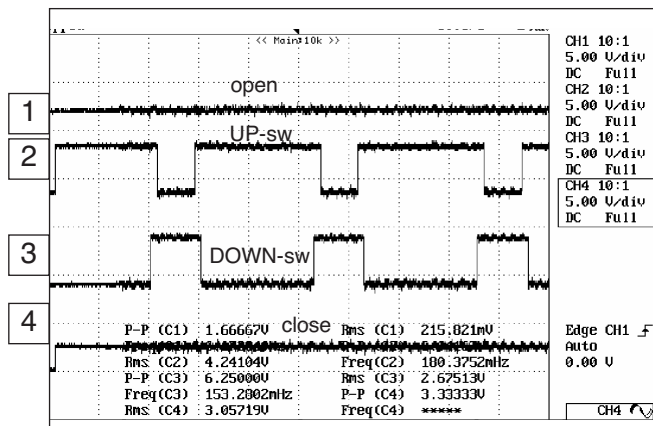 << Main:10k >>
CH1 10:1
5.00 V/div
DC Full
CH2 10:1
5.00 V/div
DC Full
CH3 10:1
5.00 V/div
DC Full
CH4 10:1
5.00 V/div
DC Full
open
1
UP-sw
2
DOWN-sw
3
close
4
P-P (C1) 1.66667V Rms (C1) 215.821mV
Rms (C2) 4.24104V Freq(C2) 180.3752mHz
P-P (C3) 6.25000V Rms (C3) 2.67513V
Freq(C3) 153.2802mHz P-P (C4) 3.33333V
Rms (C4) 3.05719V Freq(C4) *****
Edge CH1
Auto
0.00 V
CH4